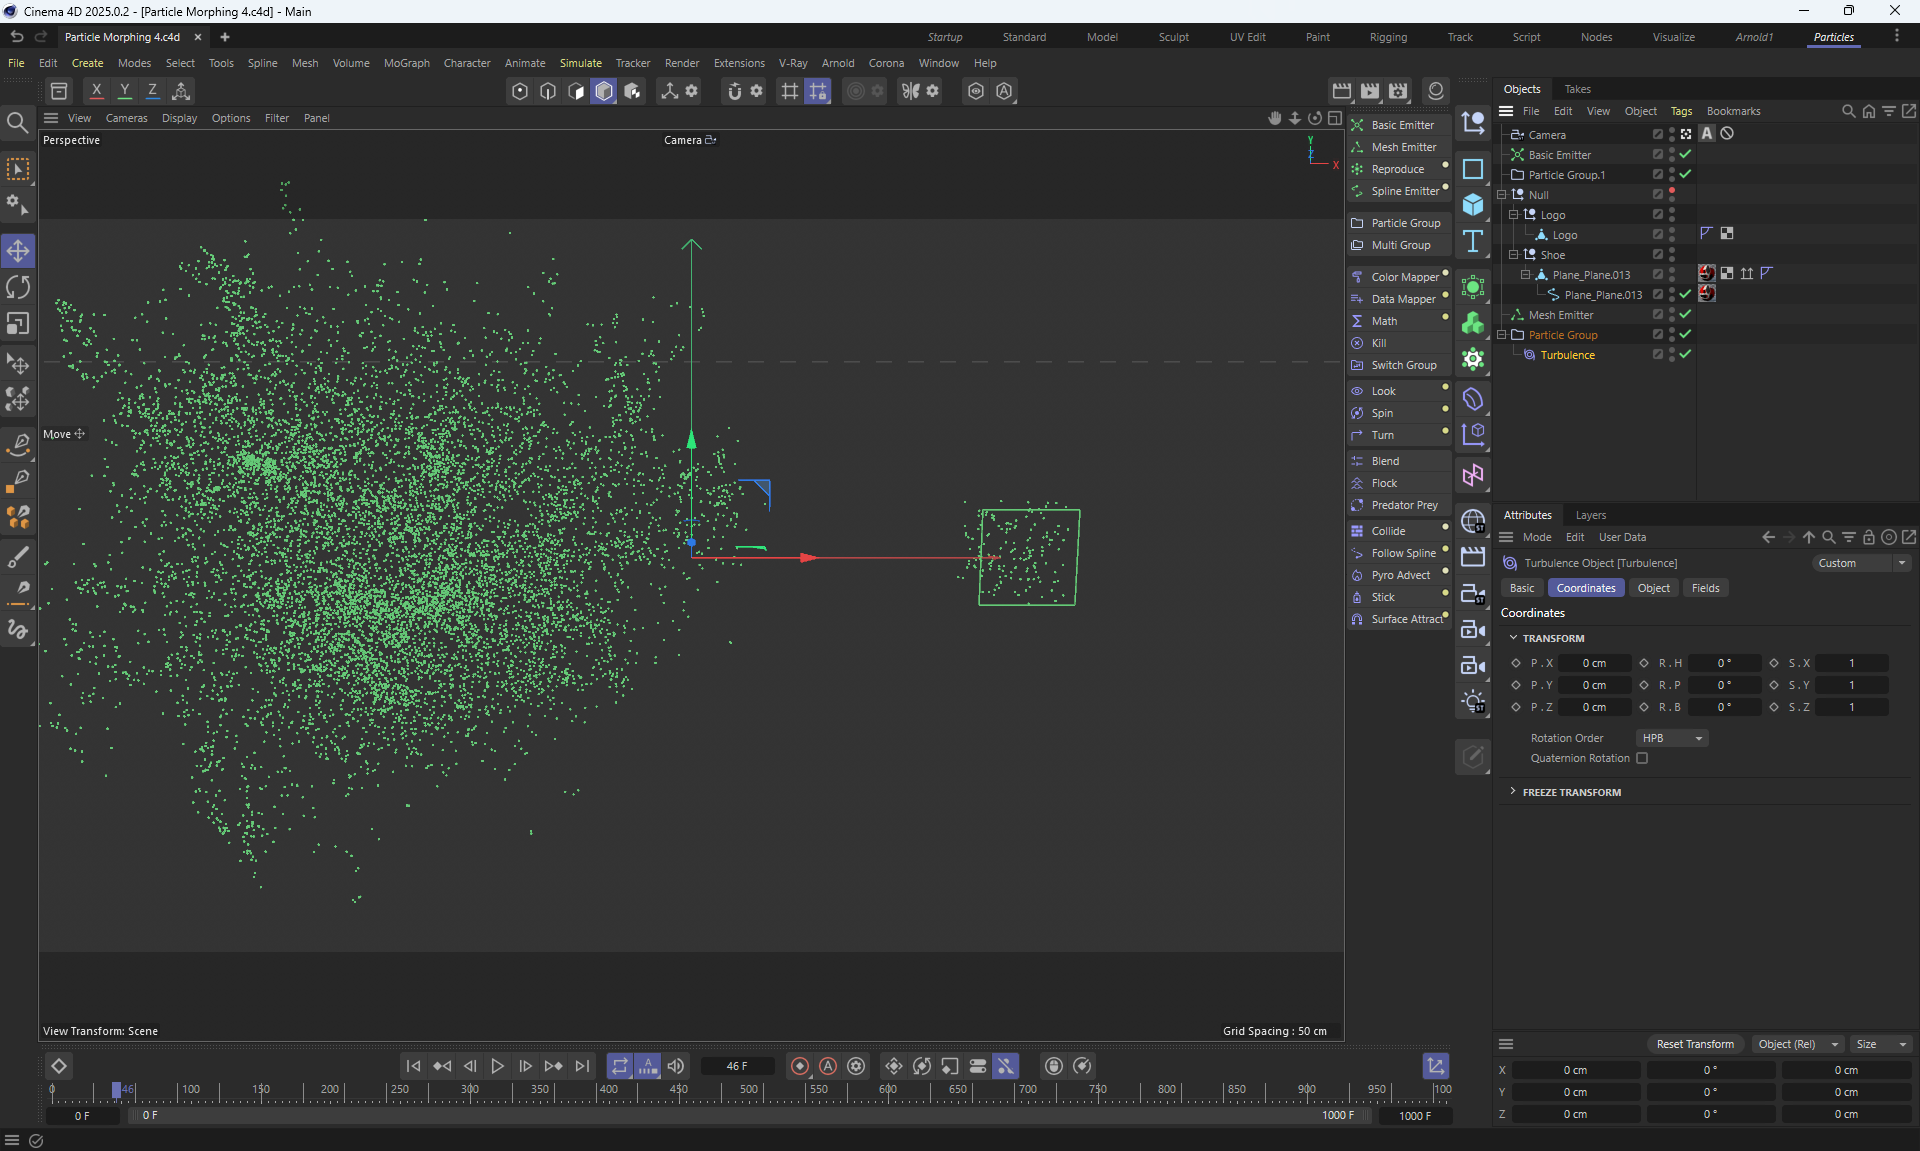 Cinema 4D 2025.0.2 - [Particle Morphing 4.c4d] - Main
Particle Morphing 4.c4d
Startup Standard Model Sculpt UV Edit Paint Rigging Track Script Nodes Visualize Arnold1 Particles
File Edit Create Modes Select Tools Spline Mesh Volume MoGraph Character Animate Simulate Tracker Render Extensions V-Ray Arnold Corona Window Help
X Y Z
View Cameras Display Options Filter Panel
Perspective
Camera
Y
Z
X
Move
View Transform: Scene
Grid Spacing : 50 cm
Basic Emitter
Mesh Emitter
Reproduce
Spline Emitter
Particle Group
Multi Group
Color Mapper
Data Mapper
Math
Kill
Switch Group
Look
Spin
Turn
Blend
Flock
Predator Prey
Collide
Follow Spline
Pyro Advect
Stick
Surface Attract
Objects Takes
File Edit View Object Tags Bookmarks
Camera
Basic Emitter
Particle Group.1
Null
Logo
Logo
Shoe
Plane_Plane.013
Plane_Plane.013
Mesh Emitter
Particle Group
Turbulence
Attributes Layers
Mode Edit User Data
Turbulence Object [Turbulence]
Custom
Basic Coordinates Object Fields
Coordinates
TRANSFORM
P . X 0 cm R . H 0 ° S . X 1
P . Y 0 cm R . P 0 ° S . Y 1
P . Z 0 cm R . B 0 ° S . Z 1
Rotation Order HPB
Quaternion Rotation
FREEZE TRANSFORM
Reset Transform Object (Rel) Size
X 0 cm 0 ° 0 cm
Y 0 cm 0 ° 0 cm
Z 0 cm 0 ° 0 cm
46 F
0 46 100 150 200 250 300 350 400 450 500 550 600 650 700 750 800 850 900 950 100
0 F 0 F 1000 F 1000 F